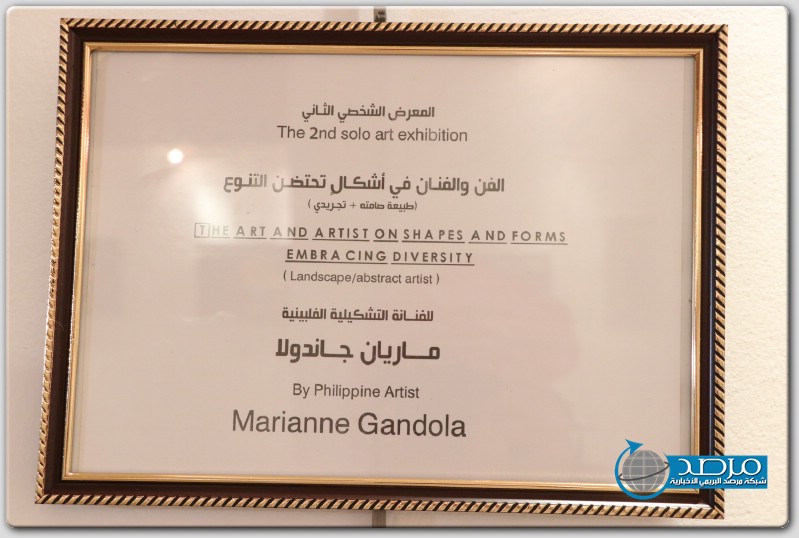 المعرض الشخصي الثاني
The 2nd solo art exhibition
الفن والفنان في أشكالٍ تحتضن التنوع
(طبيعة صامته + تجريدي )
THE ART AND ARTIST ON SHAPES AND FORMS
EMBRA CING DIVERSITY
( Landscape/abstract artist )
للفنانة التشكيلية الفلبينية
ماريان جاندولا
By Philippine Artist
Marianne Gandola
مرصد
شبكة مرصد البريمي الاخبارية